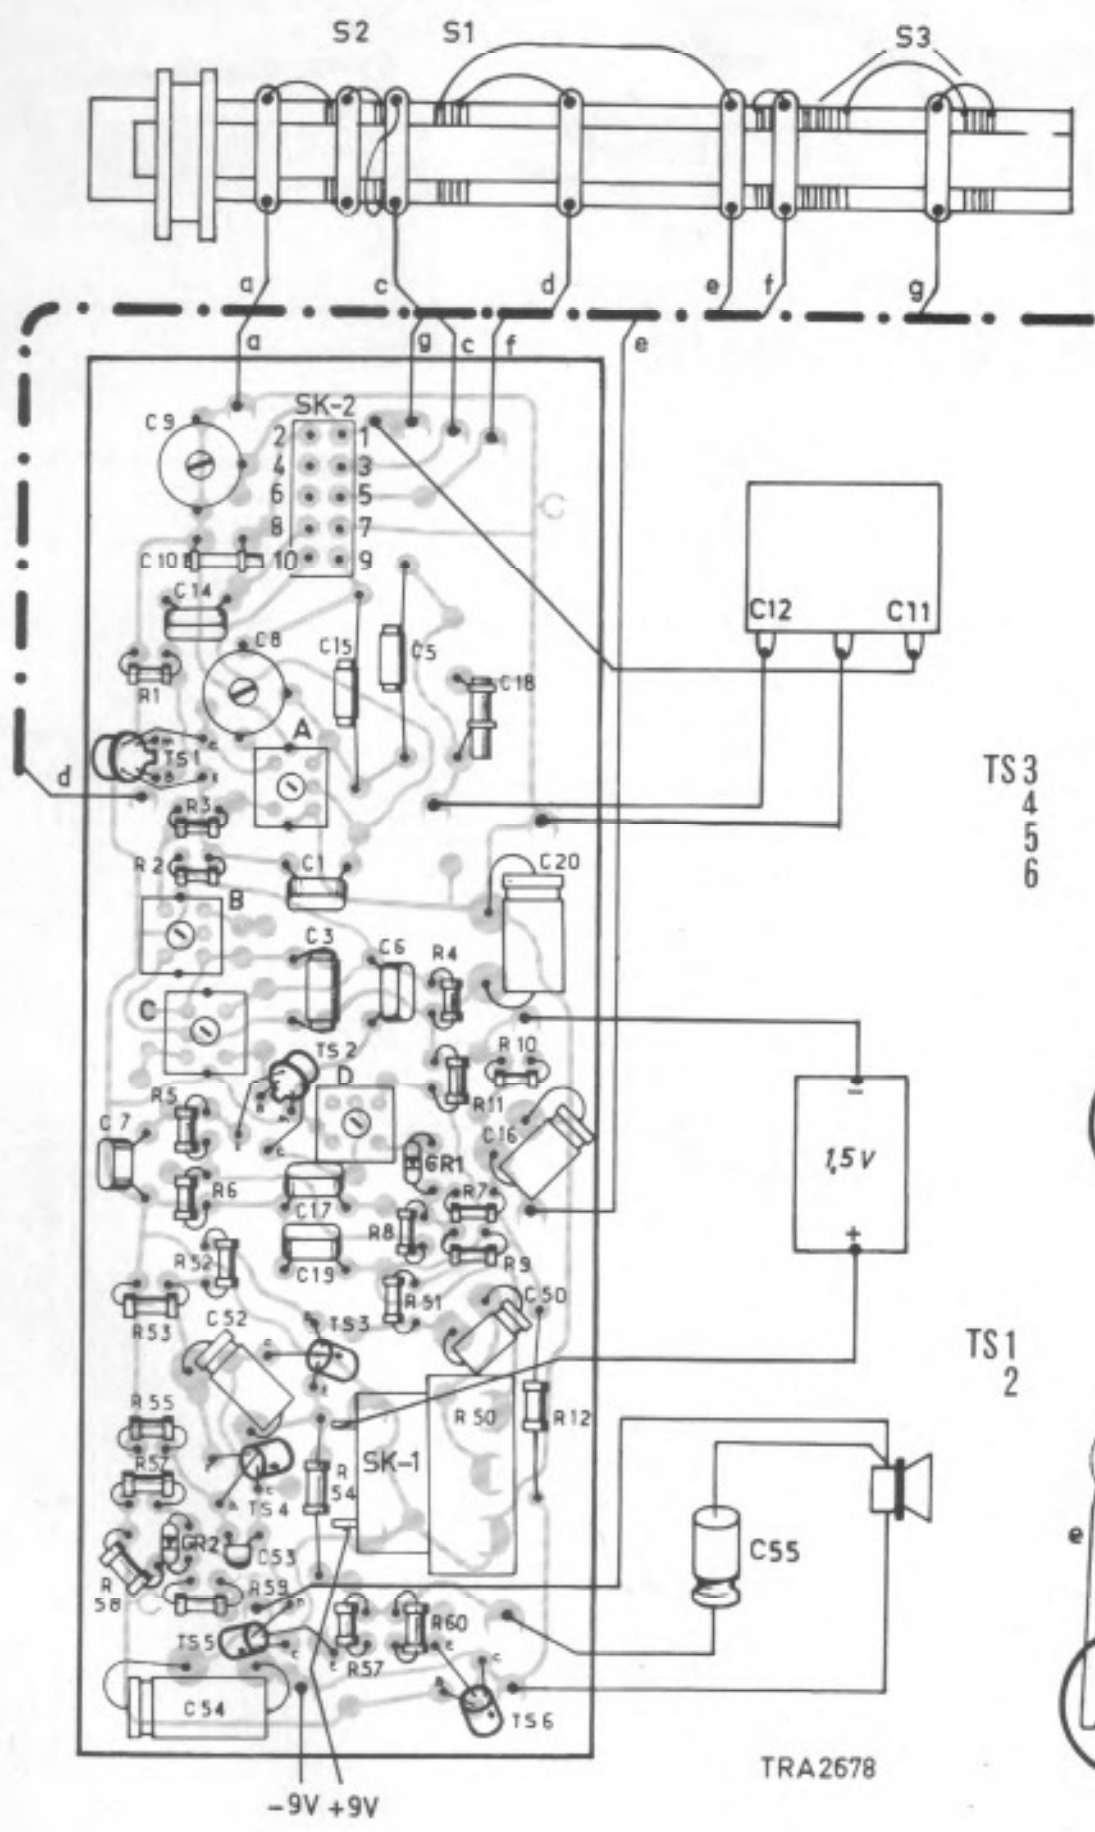 S2 S1 S3
a c d e f g
a g c f e
C9 SK-2
2 1
4 3
6 5
8 7
C10 10 9
C14
C12 C11
C8 C15 C5 C18
R1
A
TS1
d
TS3
4
5
6
R3
R2 C1 C20
B
C3 C6 R4
C
TS2 R10
D
R5 R11
C7 C16
–
1,5V
GR1
R6 R7
C17
R8
+
R52 R9
C19
R51 C50
R53 C52 TS3
TS1
2
R55 R50 R12
R57 SK-1
R
54
TS4
C55
GR2 C53
e
R
58
R59
R60
TS5 R57
C54
TS6
TRA2678
-9V +9V